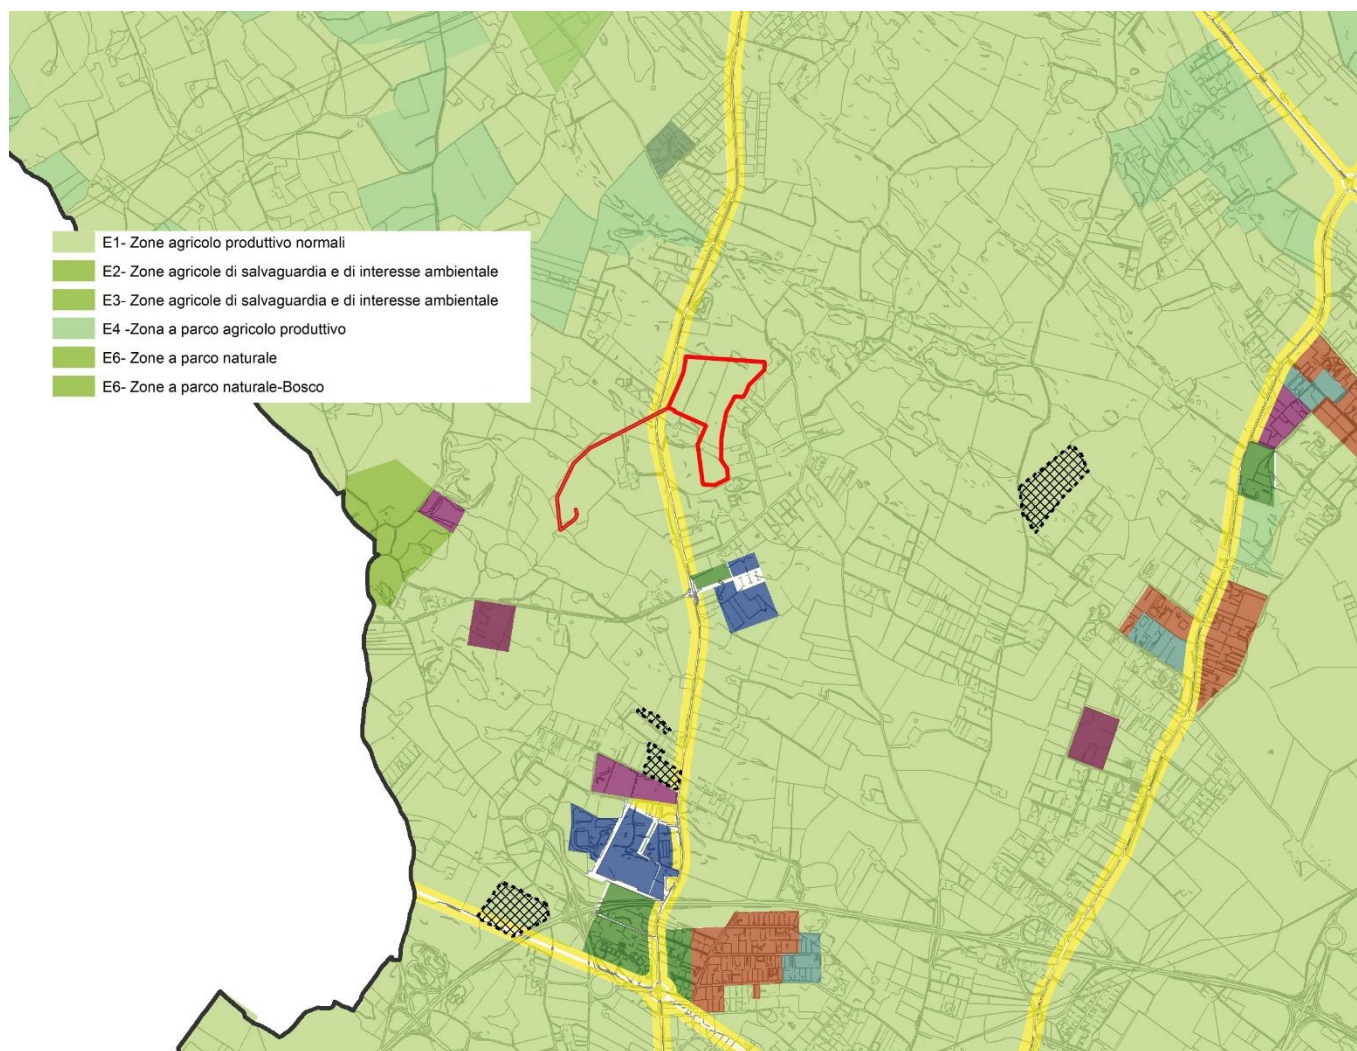 E1- Zone agricolo produttivo normali
E2- Zone agricole di salvaguardia e di interesse ambientale
E3- Zone agricole di salvaguardia e di interesse ambientale
E4 -Zona a parco agricolo produttivo
E6- Zone a parco naturale
E6- Zone a parco naturale-Bosco